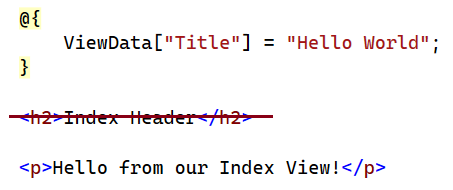 @{
    ViewData["Title"] = "Hello World";
}
<h2>Index Header</h2>
<p>Hello from our Index View!</p>